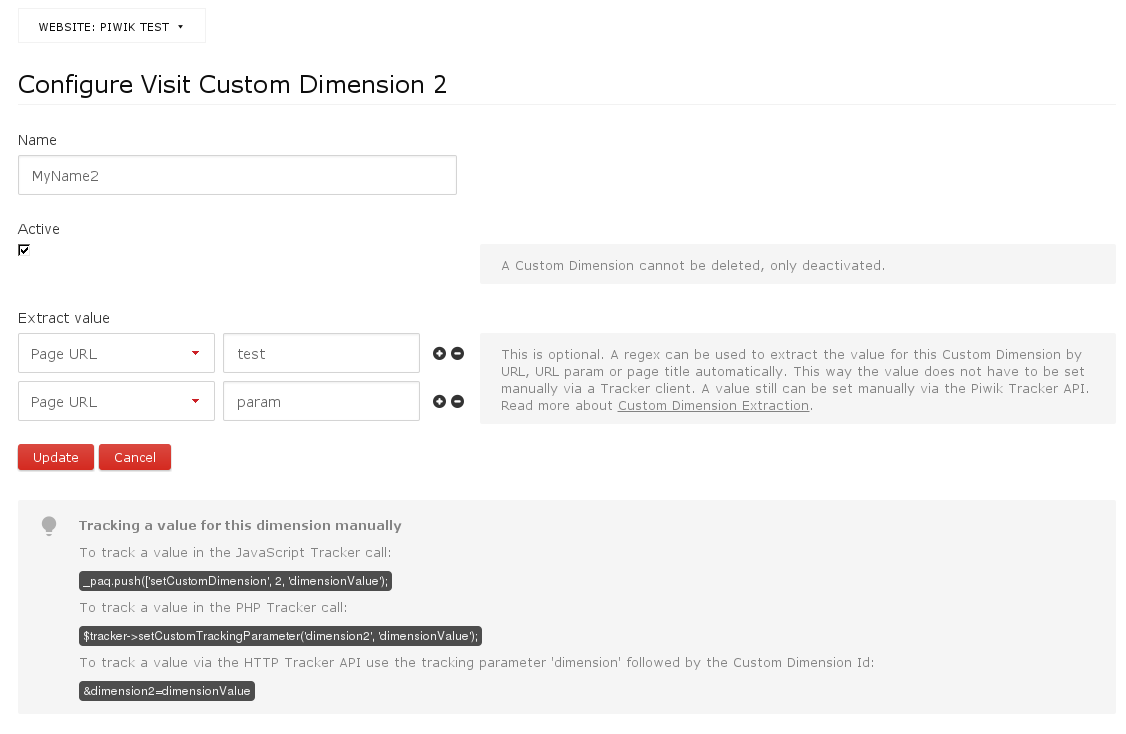 WEBSITE: PIWIK TEST
Configure Visit Custom Dimension 2
Name
MyName2
Active
A Custom Dimension cannot be deleted, only deactivated.
Extract value
Page URL test
Page URL param
This is optional. A regex can be used to extract the value for this Custom Dimension by
URL, URL param or page title automatically. This way the value does not have to be set
manually via a Tracker client. A value still can be set manually via the Piwik Tracker API.
Read more about Custom Dimension Extraction.
Update Cancel
Tracking a value for this dimension manually
To track a value in the JavaScript Tracker call:
_paq.push(['setCustomDimension', 2, 'dimensionValue');
To track a value in the PHP Tracker call:
$tracker->setCustomTrackingParameter('dimension2', 'dimensionValue');
To track a value via the HTTP Tracker API use the tracking parameter 'dimension' followed by the Custom Dimension Id:
&dimension2=dimensionValue